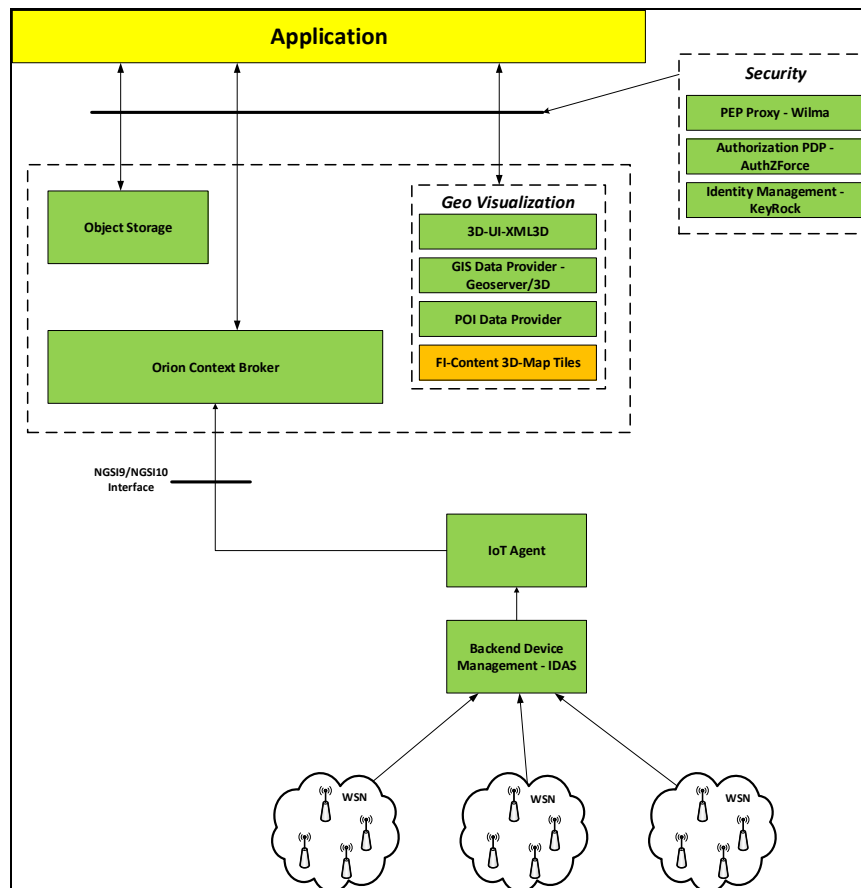 Application
Security
PEP Proxy - Wilma
Authorization PDP -
AuthZForce
Identity Management -
KeyRock
Object Storage
Geo Visualization
3D-UI-XML3D
GIS Data Provider -
Geoserver/3D
POI Data Provider
FI-Content 3D-Map Tiles
Orion Context Broker
NGSI9/NGSI10
Interface
IoT Agent
Backend Device
Management - IDAS
WSN
WSN
WSN